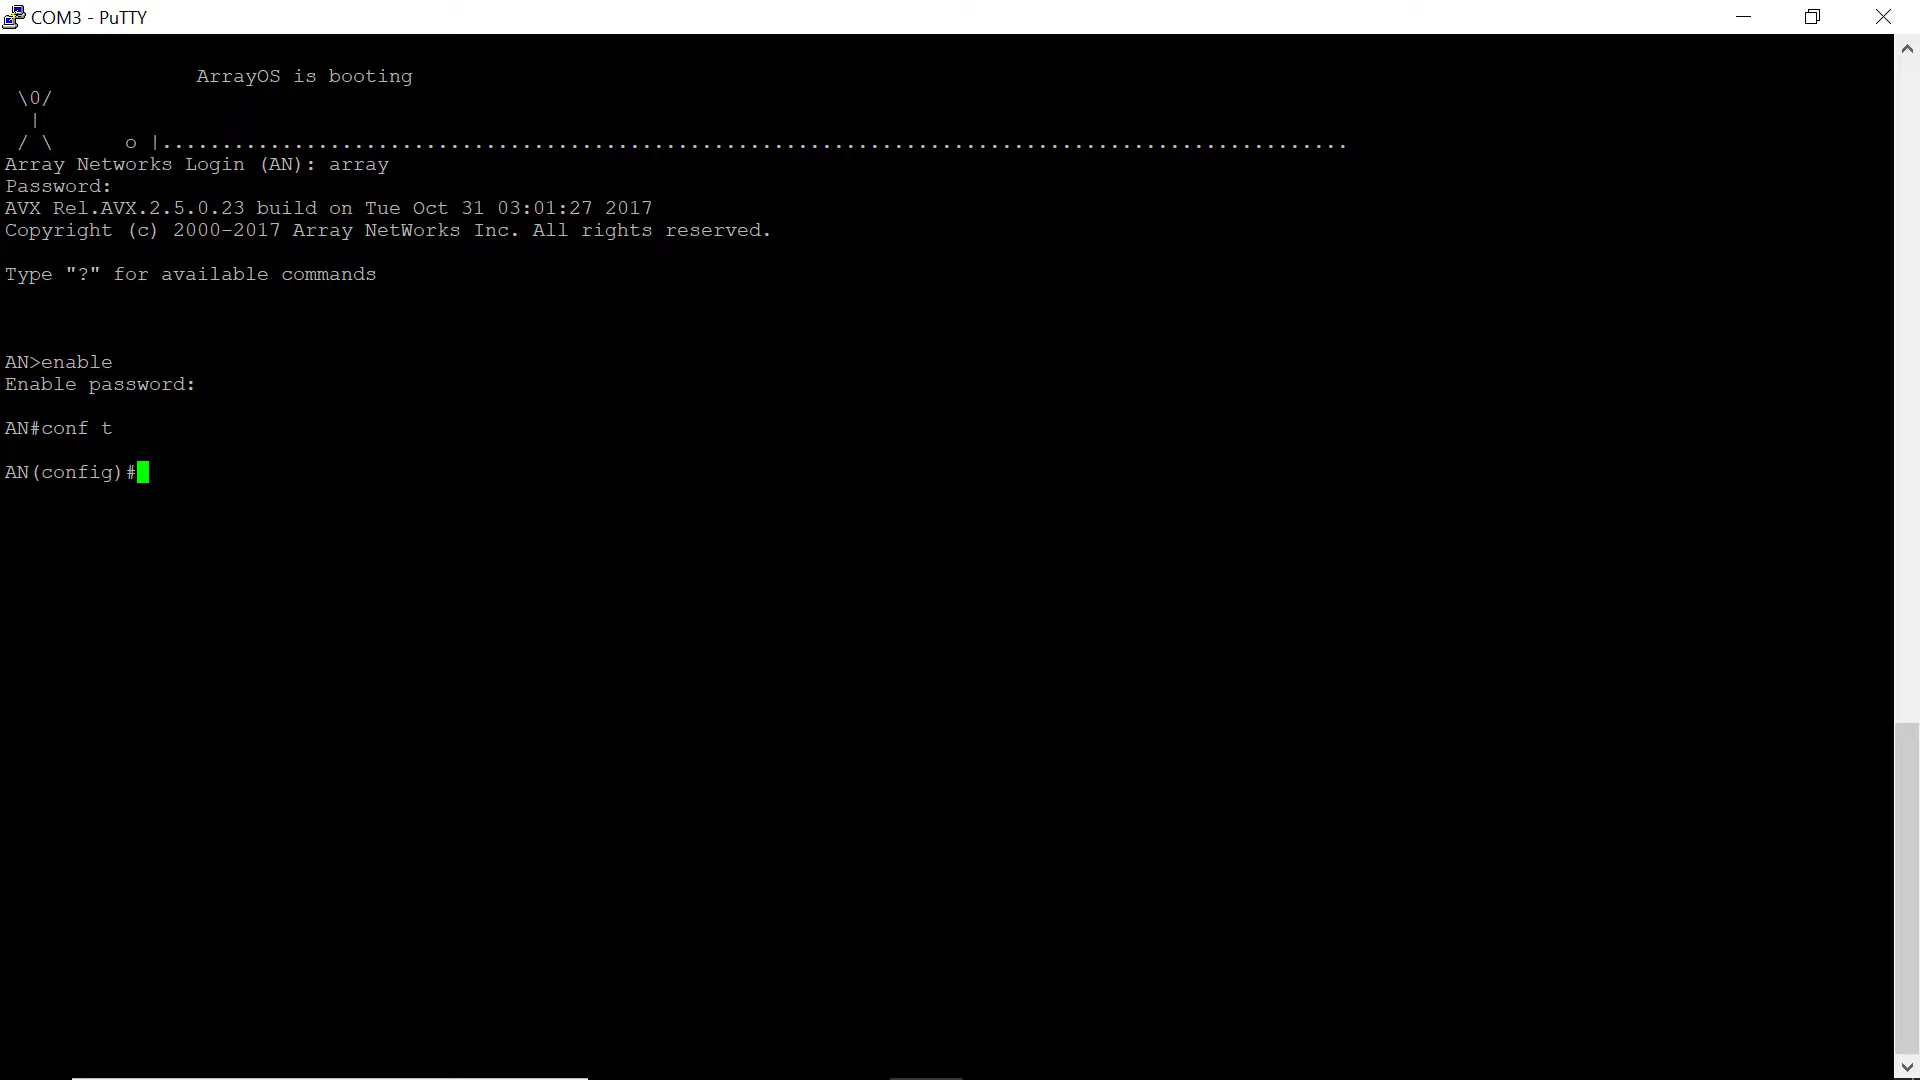 COM3 - PuTTY
ArrayOS is booting
\0/
|
/ \ o |...................................................................................................
Array Networks Login (AN): array
Password:
AVX Rel.AVX.2.5.0.23 build on Tue Oct 31 03:01:27 2017
Copyright (c) 2000-2017 Array NetWorks Inc. All rights reserved.
Type "?" for available commands
AN>enable
Enable password:
AN#conf t
AN(config)#